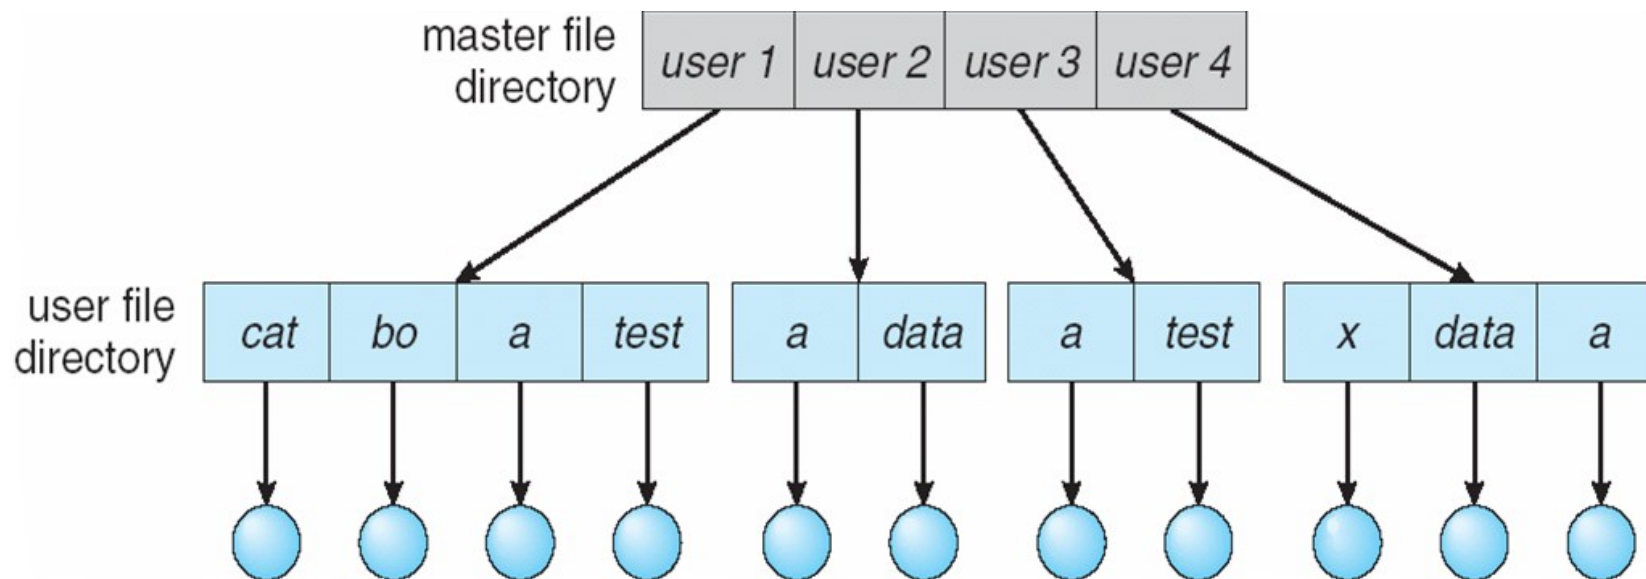 master file
directory
user 1 user 2 user 3 user 4
user file
directory
cat bo a test a data a test x data a